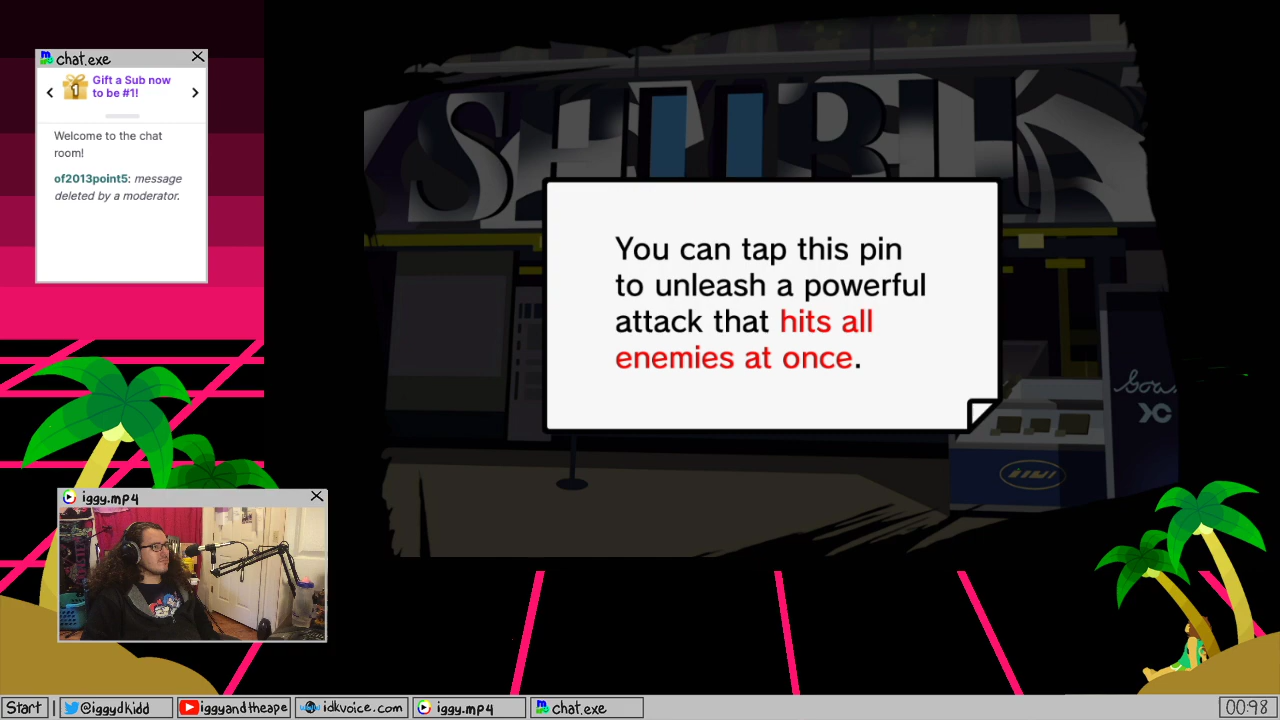 chat.exe
Gift a Sub now
to be #1!
1
Welcome to the chat
room!
of2013point5: message
deleted by a moderator.
You can tap this pin
to unleash a powerful
attack that hits all
enemies at once.
iggy.mp4
Start
@iggydkidd
iggyandtheape
idkvoice.com
iggy.mp4
chat.exe
00:98